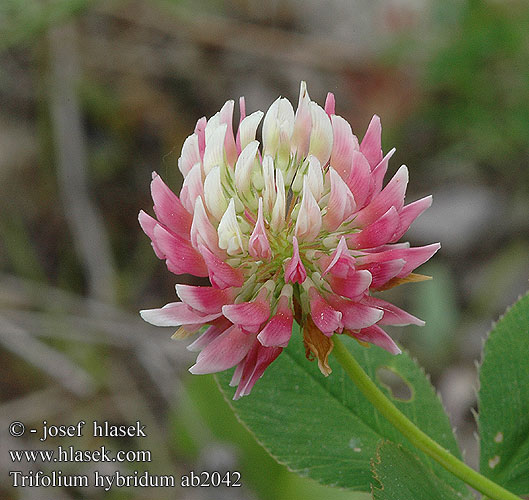 © - josef hlasek
www.hlasek.com
Trifolium hybridum ab2042